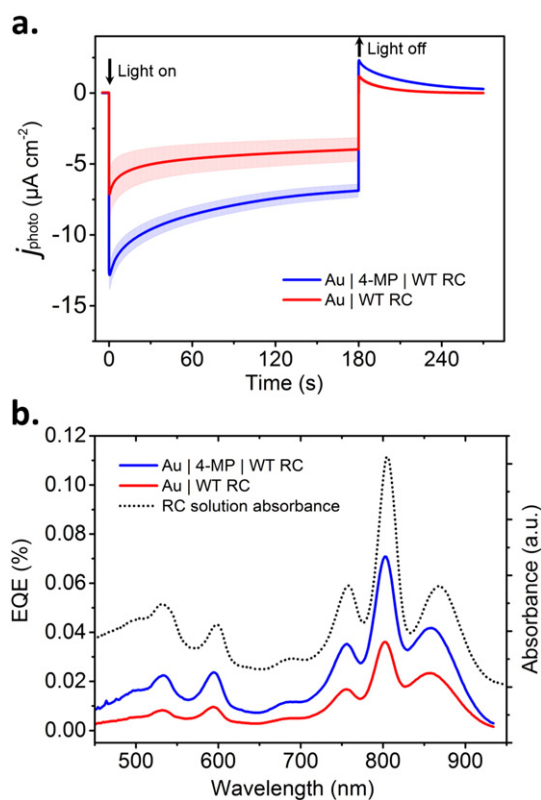 a.
Light on
Light off
0
-5
-10
-15
j photo (μA cm⁻²)
Au | 4-MP | WT RC
Au | WT RC
0 60 120 180 240
Time (s)
b.
0.12
0.10
0.08
0.06
0.04
0.02
0.00
EQE (%)
Au | 4-MP | WT RC
Au | WT RC
RC solution absorbance
Absorbance (a.u.)
500 600 700 800 900
Wavelength (nm)